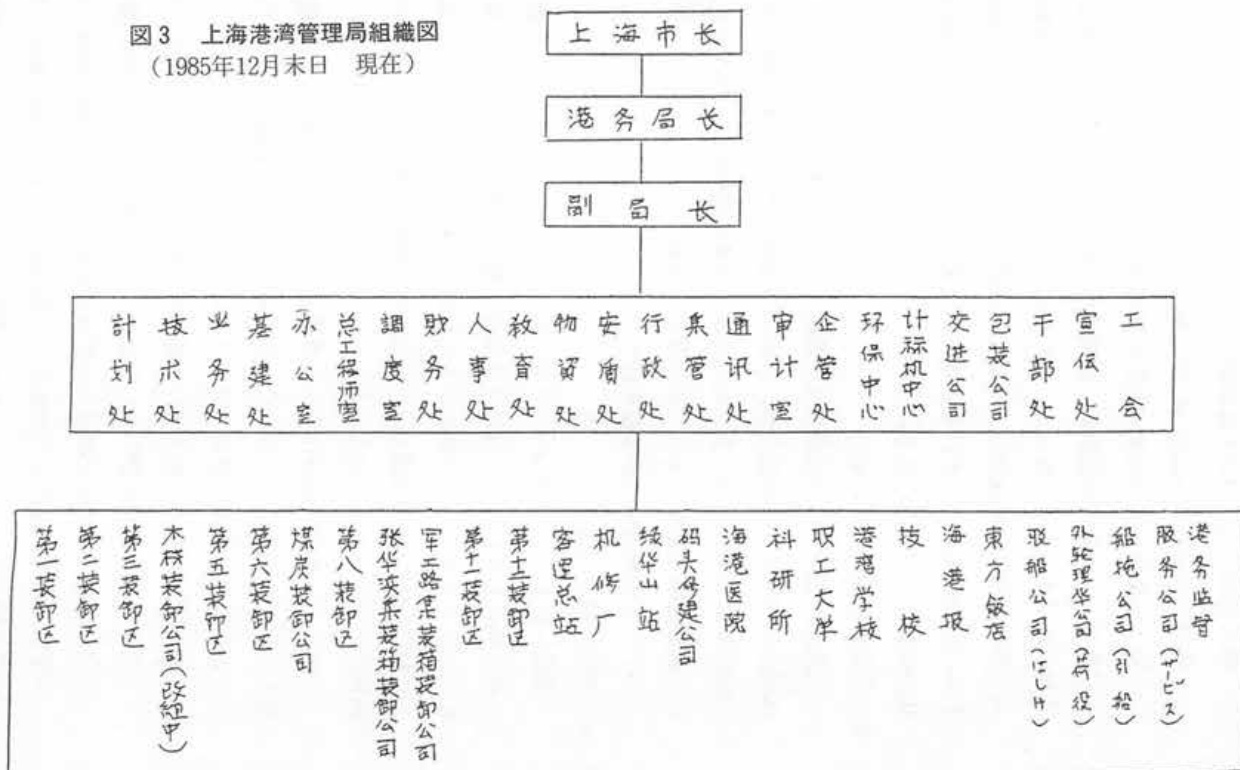 図3 上海港湾管理局組織図
(1985年12月末日 現在)
上海市长
港务局长
副局长
計划处
技术处
业务处
基建处
办公室
总工程师室
調度室
財务处
人事处
教育处
物資处
安盾处
行政处
集管处
通讯处
审计室
企管处
环保中心
计标机中心
交进公司
包装公司
干部处
宣伝处
工会
第一装卸区
第二装卸区
第三装卸区
木材装卸公司(改組中)
第五装卸区
第六装卸区
煤炭装卸公司
第八装卸区
张华浜集装箱装卸公司
军工路集装箱装卸公司
第十一装卸区
第十二装卸区
客运总站
机修厂
绥华山站
码头修建公司
海港医院
科研所
职工大学
港湾学校
技校
海港报
東方飯店
驳船公司(はしけ)
外轮理货公司(荷役)
船拖公司(引船)
服务公司(サービス)
港务监督